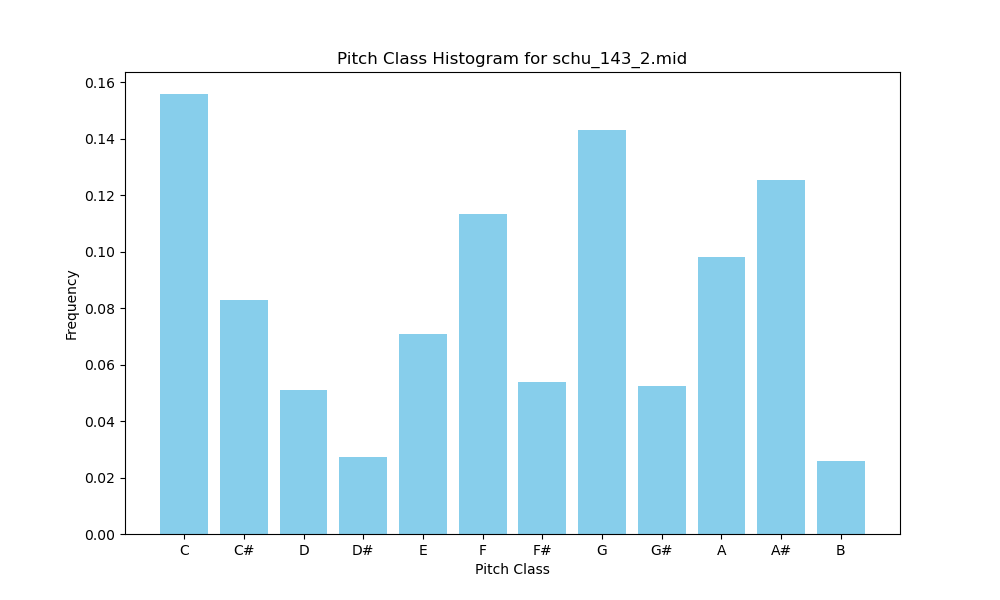 Pitch Class Histogram for schu_143_2.mid
0.16
0.14
0.12
0.10
0.08
0.06
0.04
0.02
0.00
Frequency
C C# D D# E F F# G G# A A# B
Pitch Class